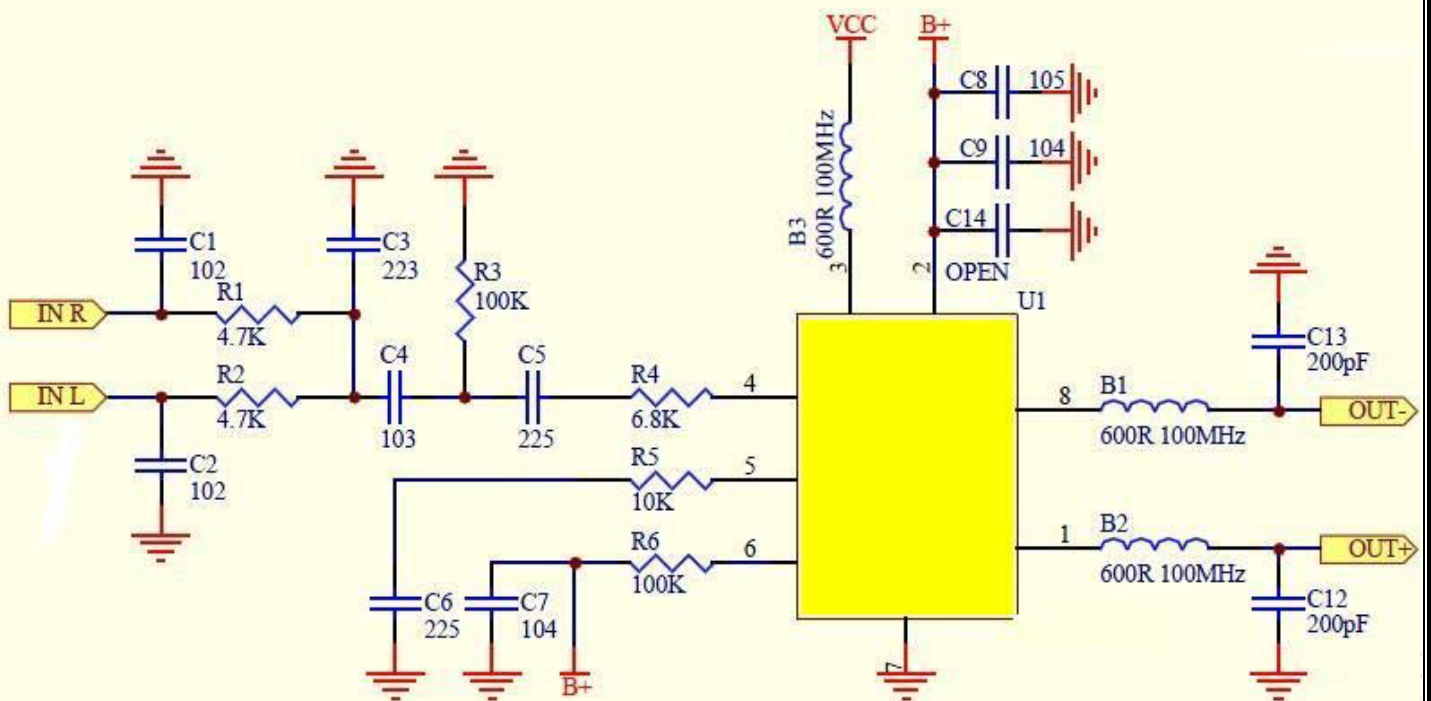 VCC
B+
C8
105
C9
104
C14
OPEN
B3
600R 100MHz
3
2
C1
102
C3
223
R3
100K
IN R
R1
4.7K
IN L
R2
4.7K
C2
102
C4
103
C5
225
R4
6.8K
4
R5
10K
5
R6
100K
6
C6
225
C7
104
B+
U1
7
8
B1
600R 100MHz
C13
200pF
OUT-
1
B2
600R 100MHz
OUT+
C12
200pF